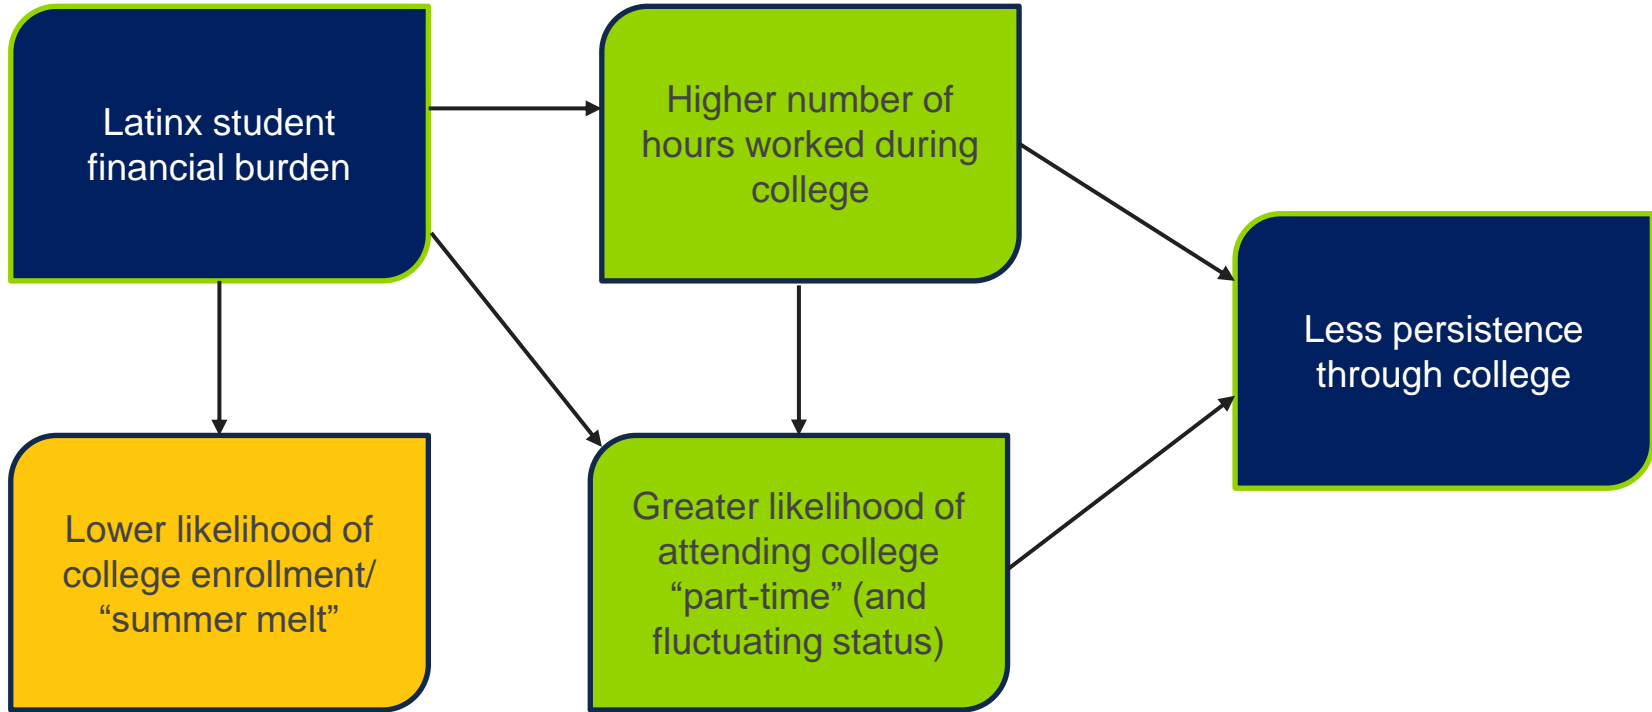 Latinx student
financial burden
Higher number of
hours worked during
college
Less persistence
through college
Lower likelihood of
college enrollment/
“summer melt”
Greater likelihood of
attending college
“part-time” (and
fluctuating status)